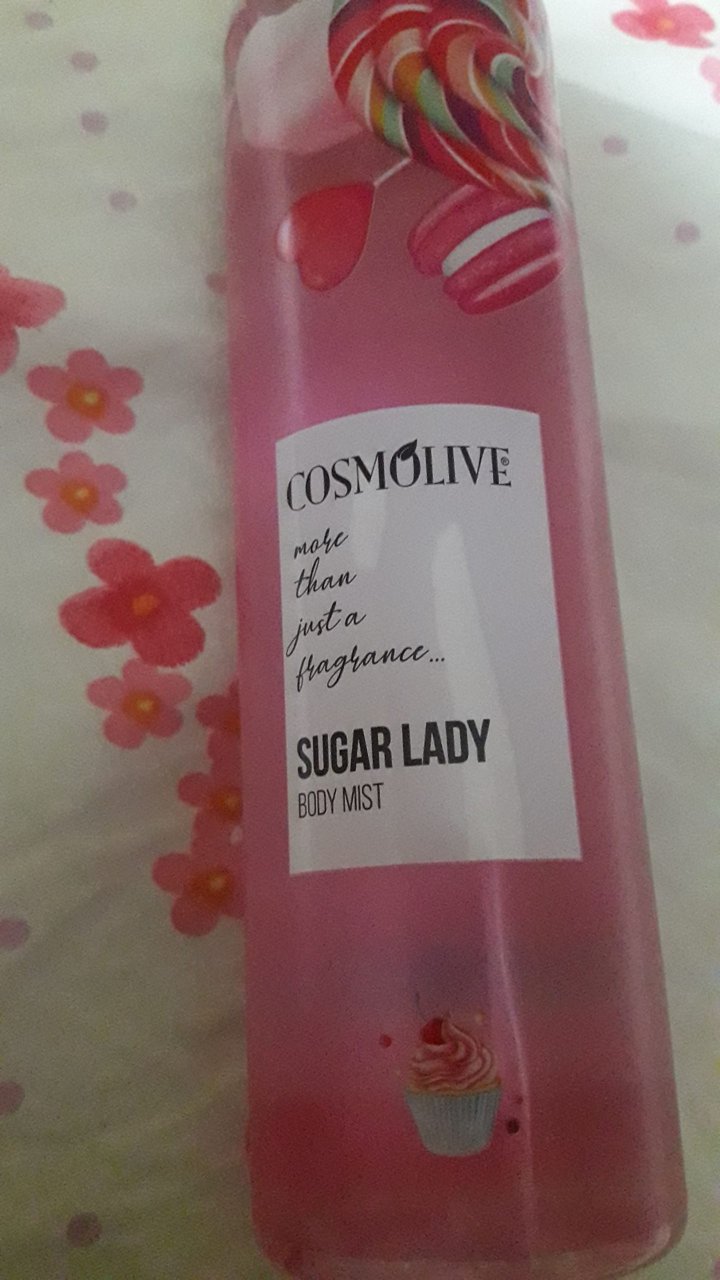 COSMOLIVE®
more
than
just a
fragrance...
SUGAR LADY
BODY MIST